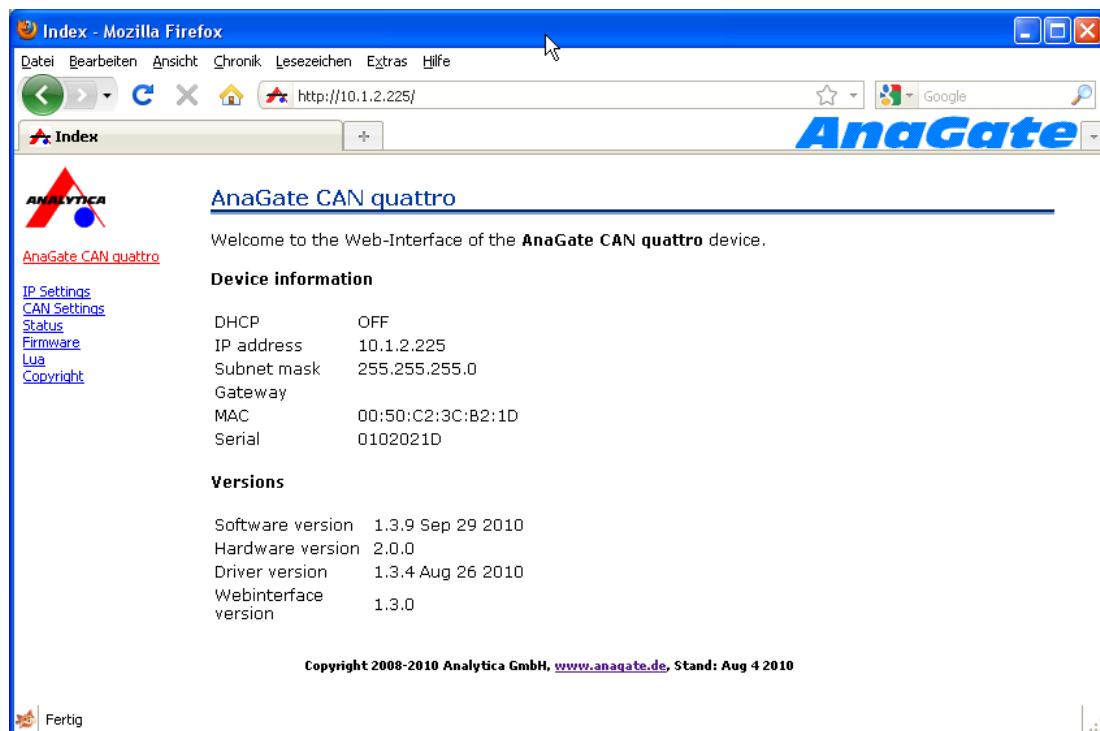 Index - Mozilla Firefox
Datei Bearbeiten Ansicht Chronik Lesezeichen Extras Hilfe
http://10.1.2.225/
Google
Index
AnaGate
ANALYTICA
AnaGate CAN quattro
IP Settings
CAN Settings
Status
Firmware
Lua
Copyright
AnaGate CAN quattro
Welcome to the Web-Interface of the AnaGate CAN quattro device.
Device information
DHCP OFF
IP address 10.1.2.225
Subnet mask 255.255.255.0
Gateway
MAC 00:50:C2:3C:B2:1D
Serial 0102021D
Versions
Software version 1.3.9 Sep 29 2010
Hardware version 2.0.0
Driver version 1.3.4 Aug 26 2010
Webinterface
version 1.3.0
Copyright 2008-2010 Analytica GmbH, www.anagate.de, Stand: Aug 4 2010
Fertig